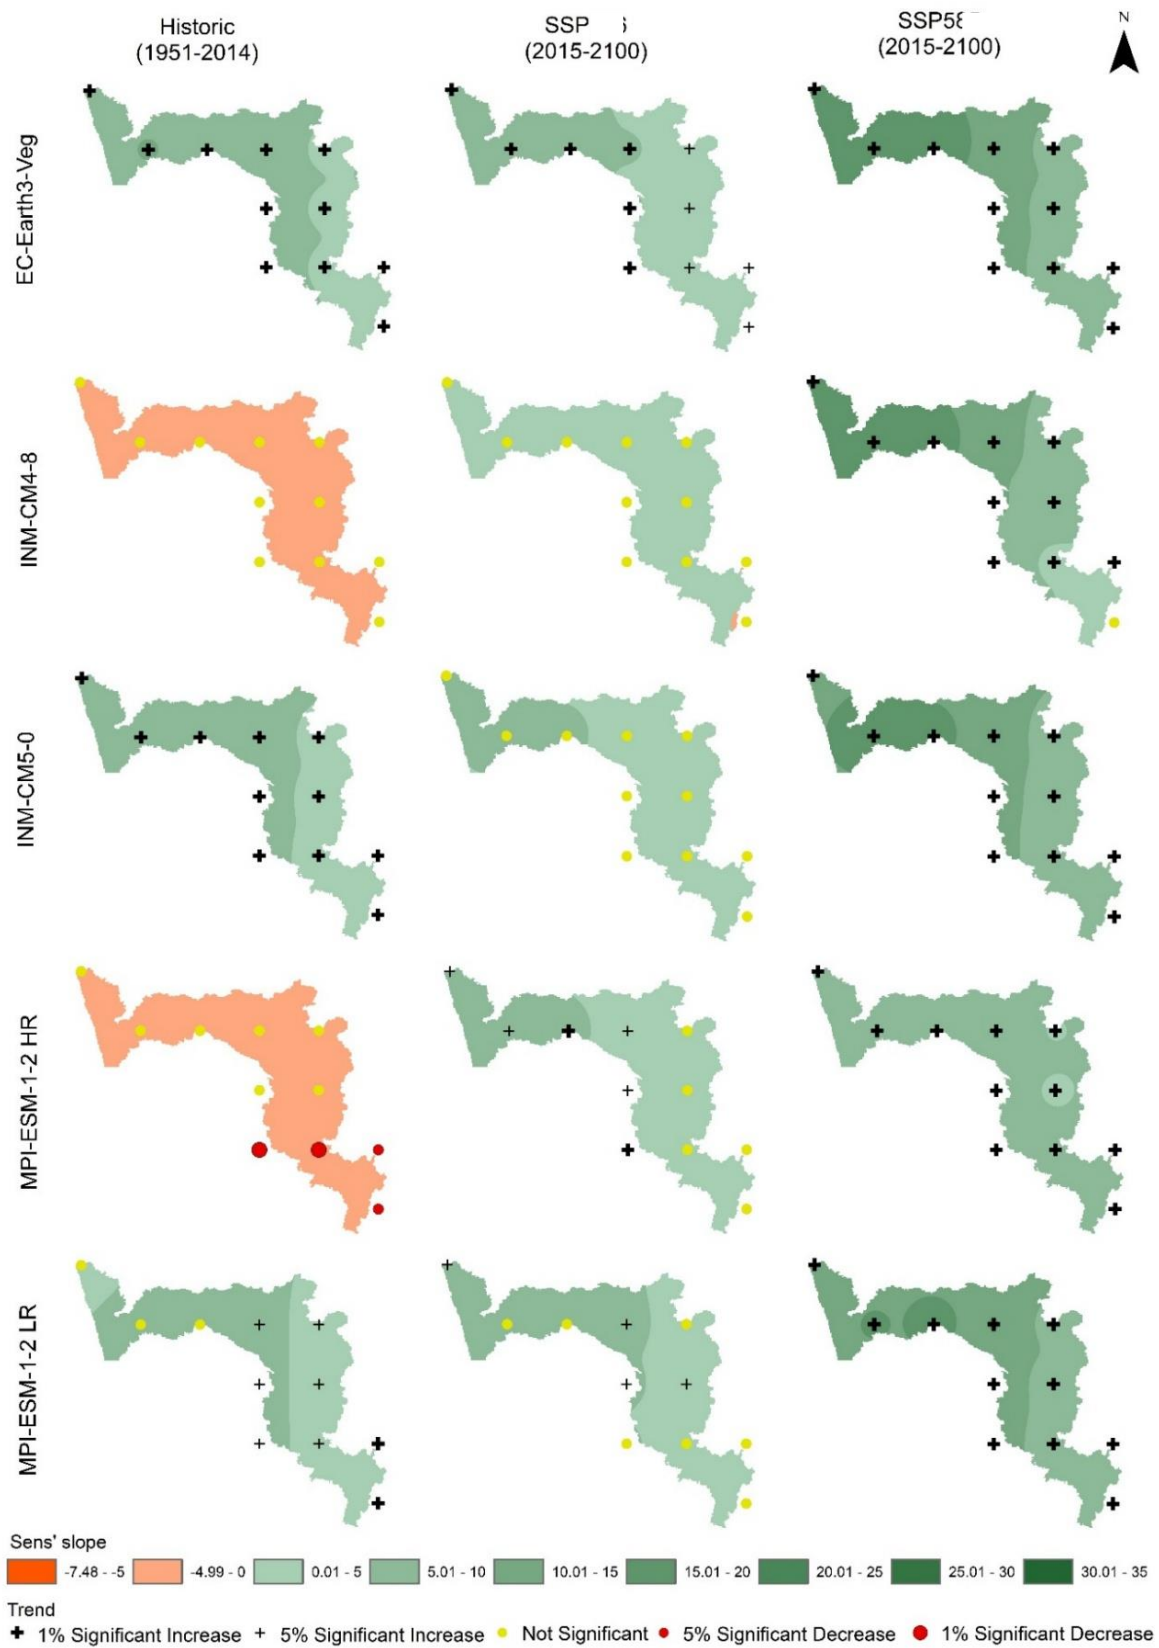 Historic
(1951-2014)
SSP
(2015-2100)
SSP58
(2015-2100)
N
EC-Earth3-Veg
INM-CM4-8
INM-CM5-0
MPI-ESM-1-2 HR
MPI-ESM-1-2 LR
Sens' slope
-7.48 - -5 -4.99 - 0 0.01 - 5 5.01 - 10 10.01 - 15 15.01 - 20 20.01 - 25 25.01 - 30 30.01 - 35
Trend
1% Significant Increase 5% Significant Increase Not Significant 5% Significant Decrease 1% Significant Decrease